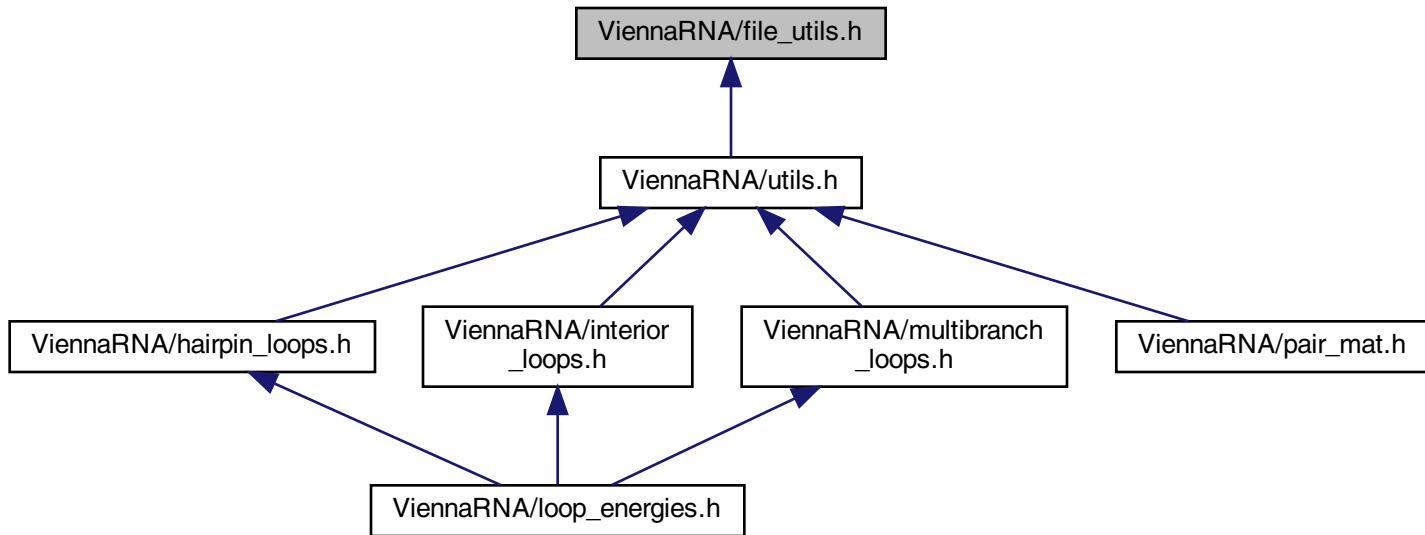 ViennaRNA/file_utils.h
ViennaRNA/utils.h
ViennaRNA/hairpin_loops.h
ViennaRNA/interior
_loops.h
ViennaRNA/multibranch
_loops.h
ViennaRNA/pair_mat.h
ViennaRNA/loop_energies.h